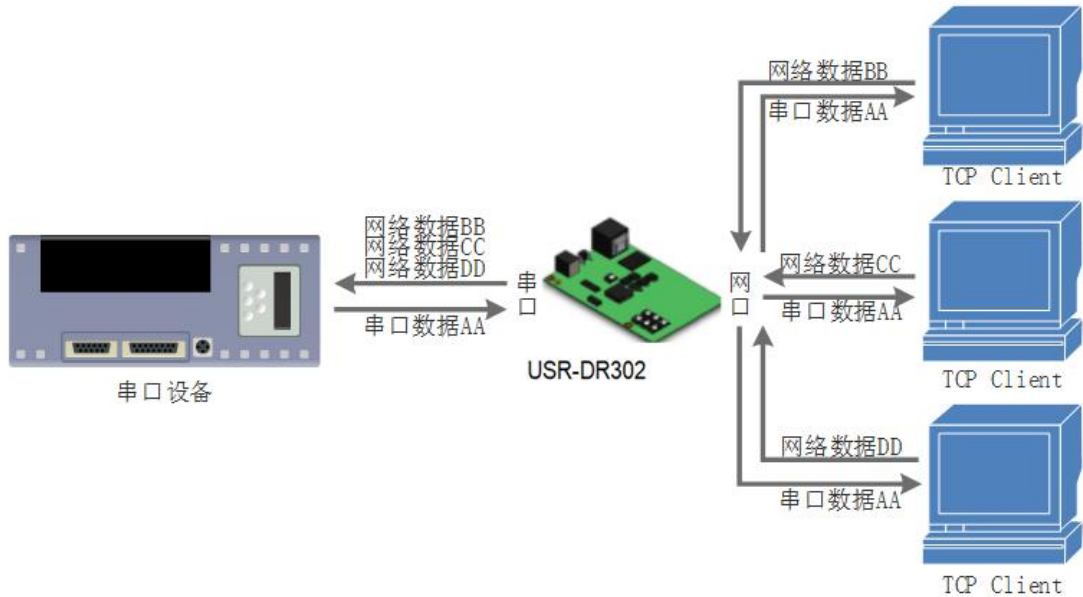 网络数据BB
串口数据AA
TCP Client
网络数据BB
网络数据CC
网络数据DD
串口数据AA
串口设备
串口
USR-DR302
网口
网络数据CC
串口数据AA
TCP Client
网络数据DD
串口数据AA
TCP Client